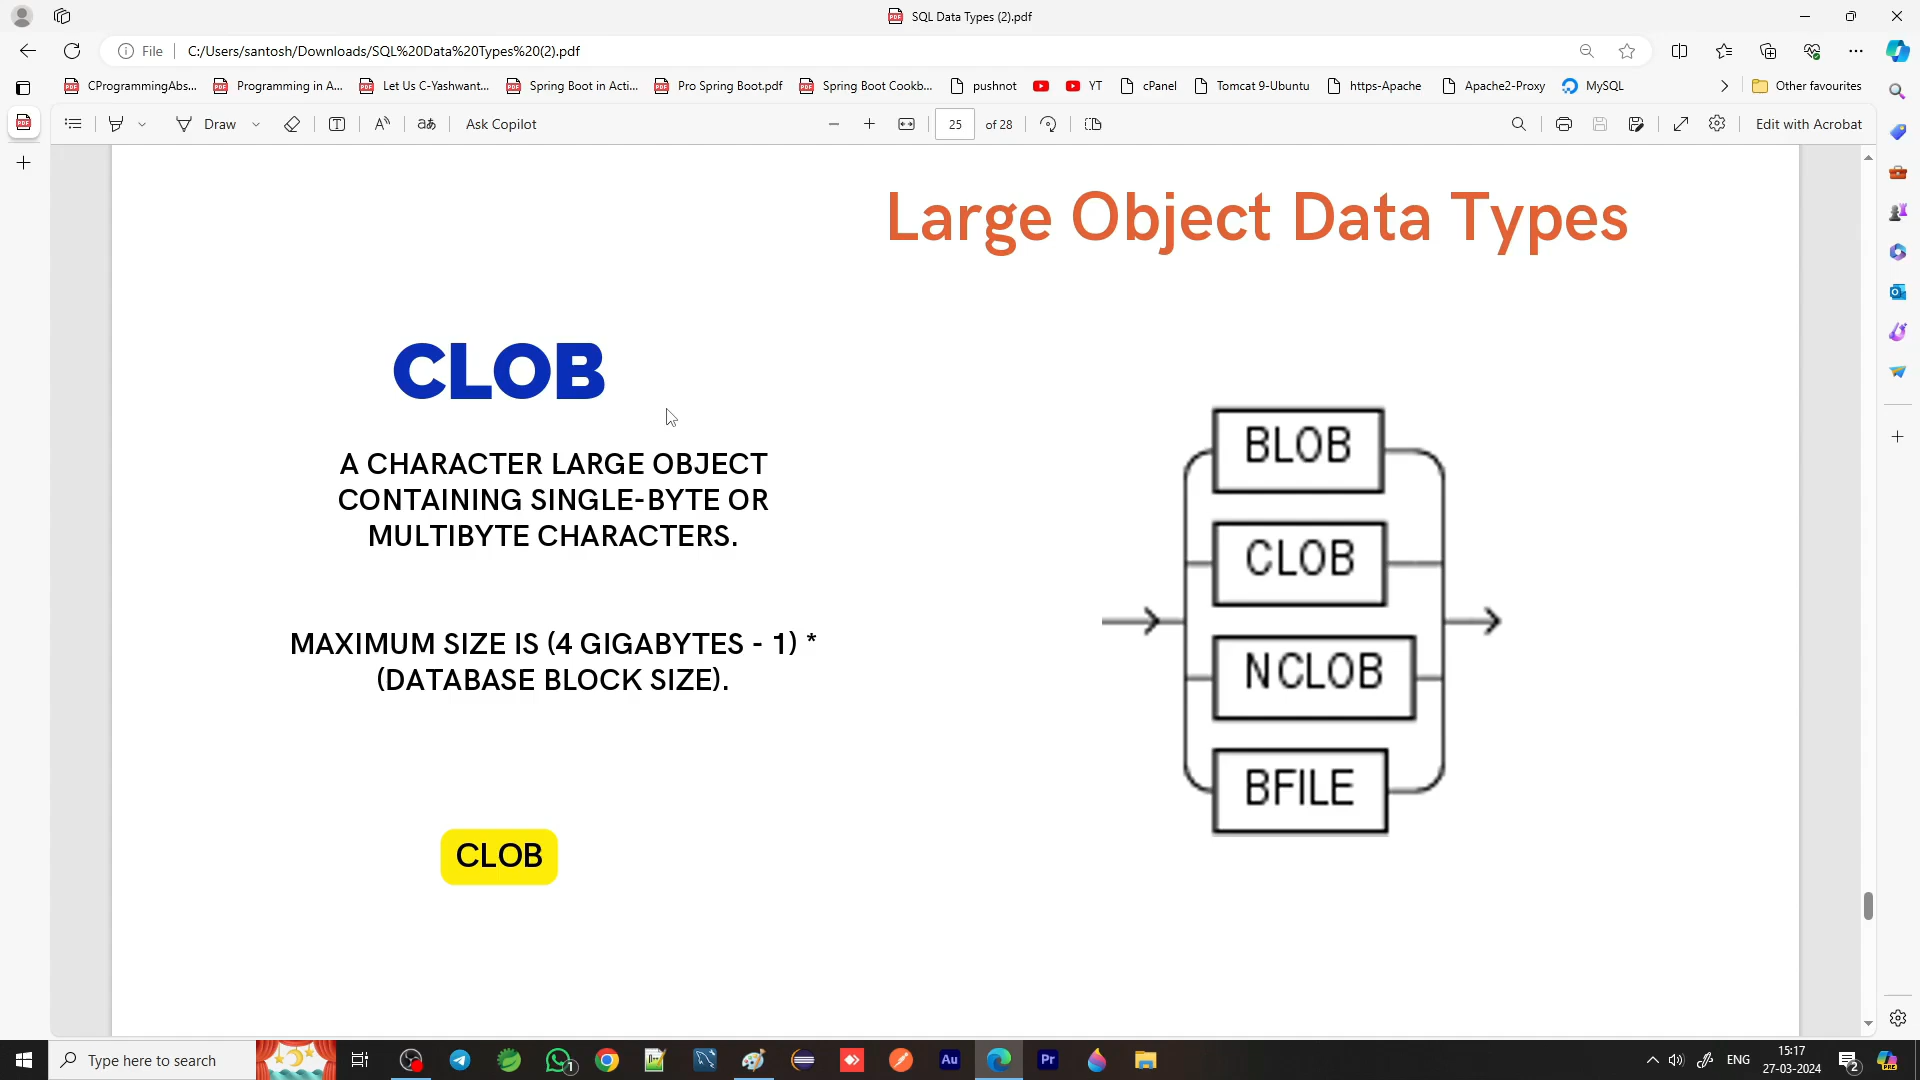 SQL Data Types (2).pdf
File
C:/Users/santosh/Downloads/SQL%20Data%20Types%20(2).pdf
CProgrammingAbs...
Programming in A...
Let Us C-Yashwant...
Spring Boot in Acti...
Pro Spring Boot.pdf
Spring Boot Cookb...
pushnot
YT
cPanel
Tomcat 9-Ubuntu
https-Apache
Apache2-Proxy
MySQL
Other favourites
Draw
Ask Copilot
25
of 28
Edit with Acrobat
Large Object Data Types
CLOB
A CHARACTER LARGE OBJECT
CONTAINING SINGLE-BYTE OR
MULTIBYTE CHARACTERS.
MAXIMUM SIZE IS (4 GIGABYTES - 1) *
(DATABASE BLOCK SIZE).
CLOB
BLOB
CLOB
NCLOB
BFILE
Type here to search
1
Au
Pr
ENG
15:17
27-03-2024
2